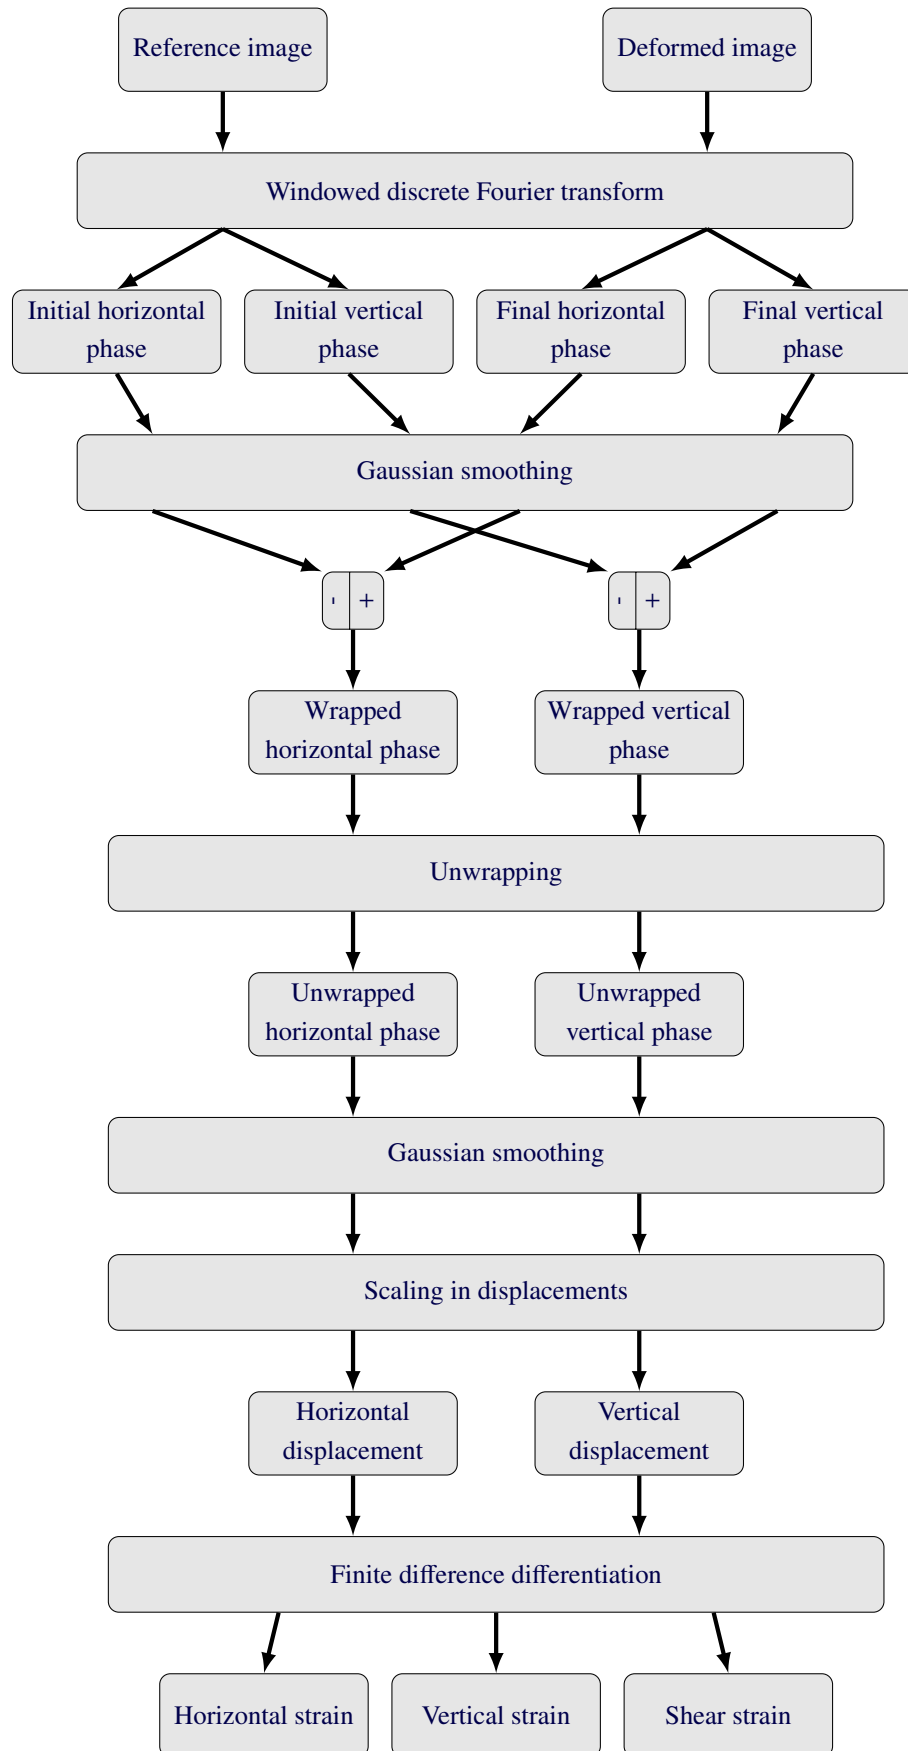 Reference image
Deformed image
Windowed discrete Fourier transform
Initial horizontal
phase
Initial vertical
phase
Final horizontal
phase
Final vertical
phase
Gaussian smoothing
- +
- +
Wrapped
horizontal phase
Wrapped vertical
phase
Unwrapping
Unwrapped
horizontal phase
Unwrapped
vertical phase
Gaussian smoothing
Scaling in displacements
Horizontal
displacement
Vertical
displacement
Finite difference differentiation
Horizontal strain
Vertical strain
Shear strain